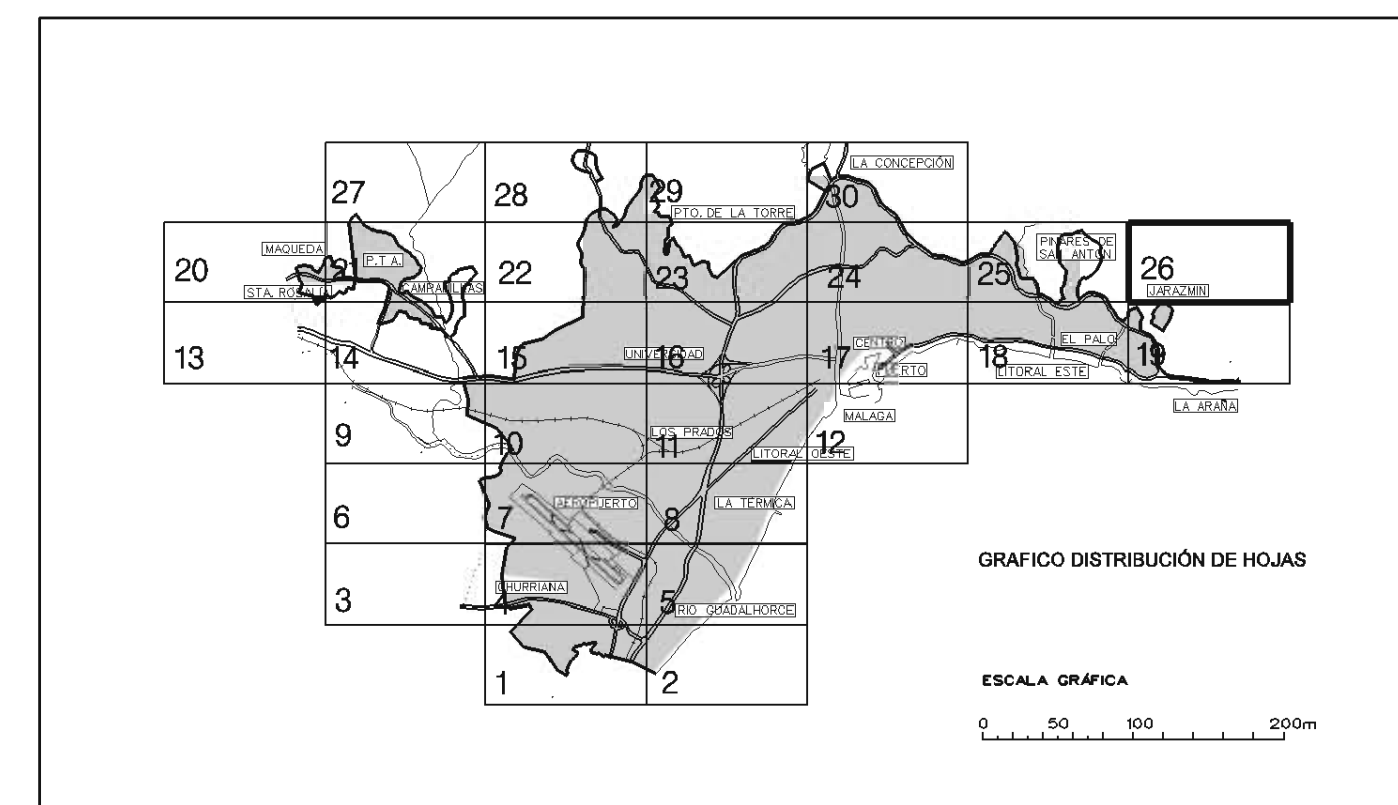 LA CONCEPCIÓN
27
28
29
30
PTO. DE LA TORRE
MAQUEDA
P.T.A.
PINARES DE
SAN ANTON
20
21
22
23
24
25
26
STA. ROSALIA
CAMPANILLAS
JARAZMIN
13
14
15
UNIVERSIDAD
16
17
CENTRO
18
EL PALO
19
PUERTO
LITORAL ESTE
LA ARAÑA
MALAGA
9
10
LOS PRADOS
11
12
LITORAL OESTE
6
7
AEROPUERTO
8
LA TÉRMICA
GRAFICO DISTRIBUCIÓN DE HOJAS
3
CHURRIANA
5
RIO GUADALHORCE
1
2
ESCALA GRÁFICA
0 50 100 200m